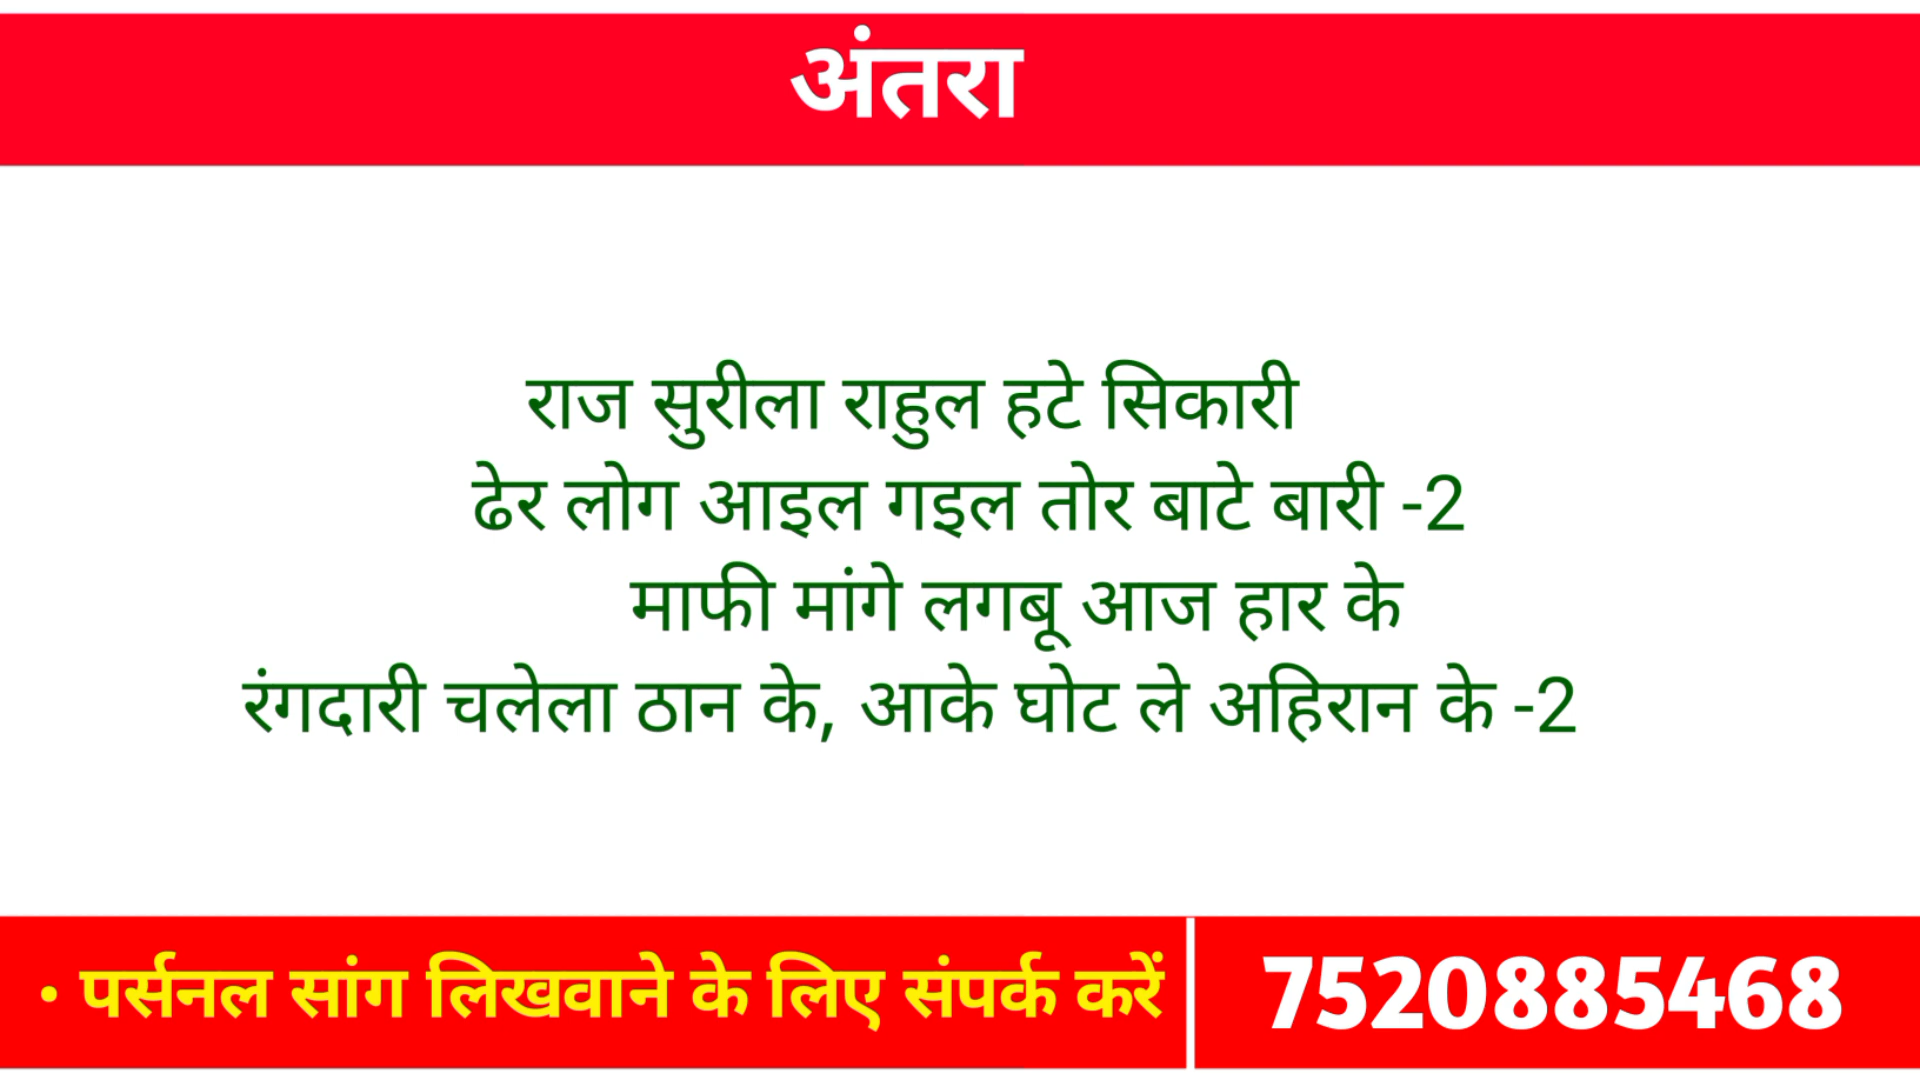 अंतरा
राज सुरीला राहुल हटे सिकारी
ढेर लोग आइल गइल तोर बाटे बारी -2
माफी मांगे लगबू आज हार के
रंगदारी चलेला ठान के, आके घोट ले अहिरान के -2
• पर्सनल सांग लिखवाने के लिए संपर्क करें
7520885468